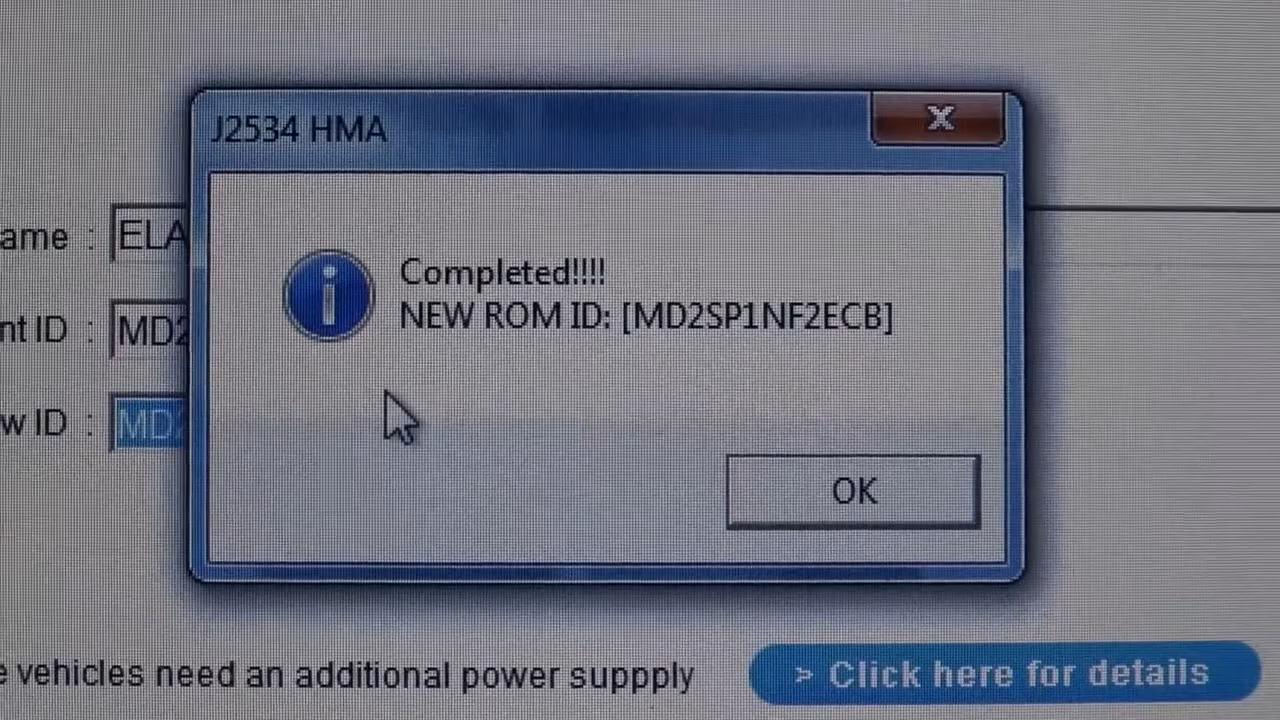 J2534 HMA
X
ame : ELA
Completed!!!!
NEW ROM ID: [MD2SP1NF2ECB]
nt ID : MD2
w ID : MD2
OK
e vehicles need an additional power suppply
> Click here for details